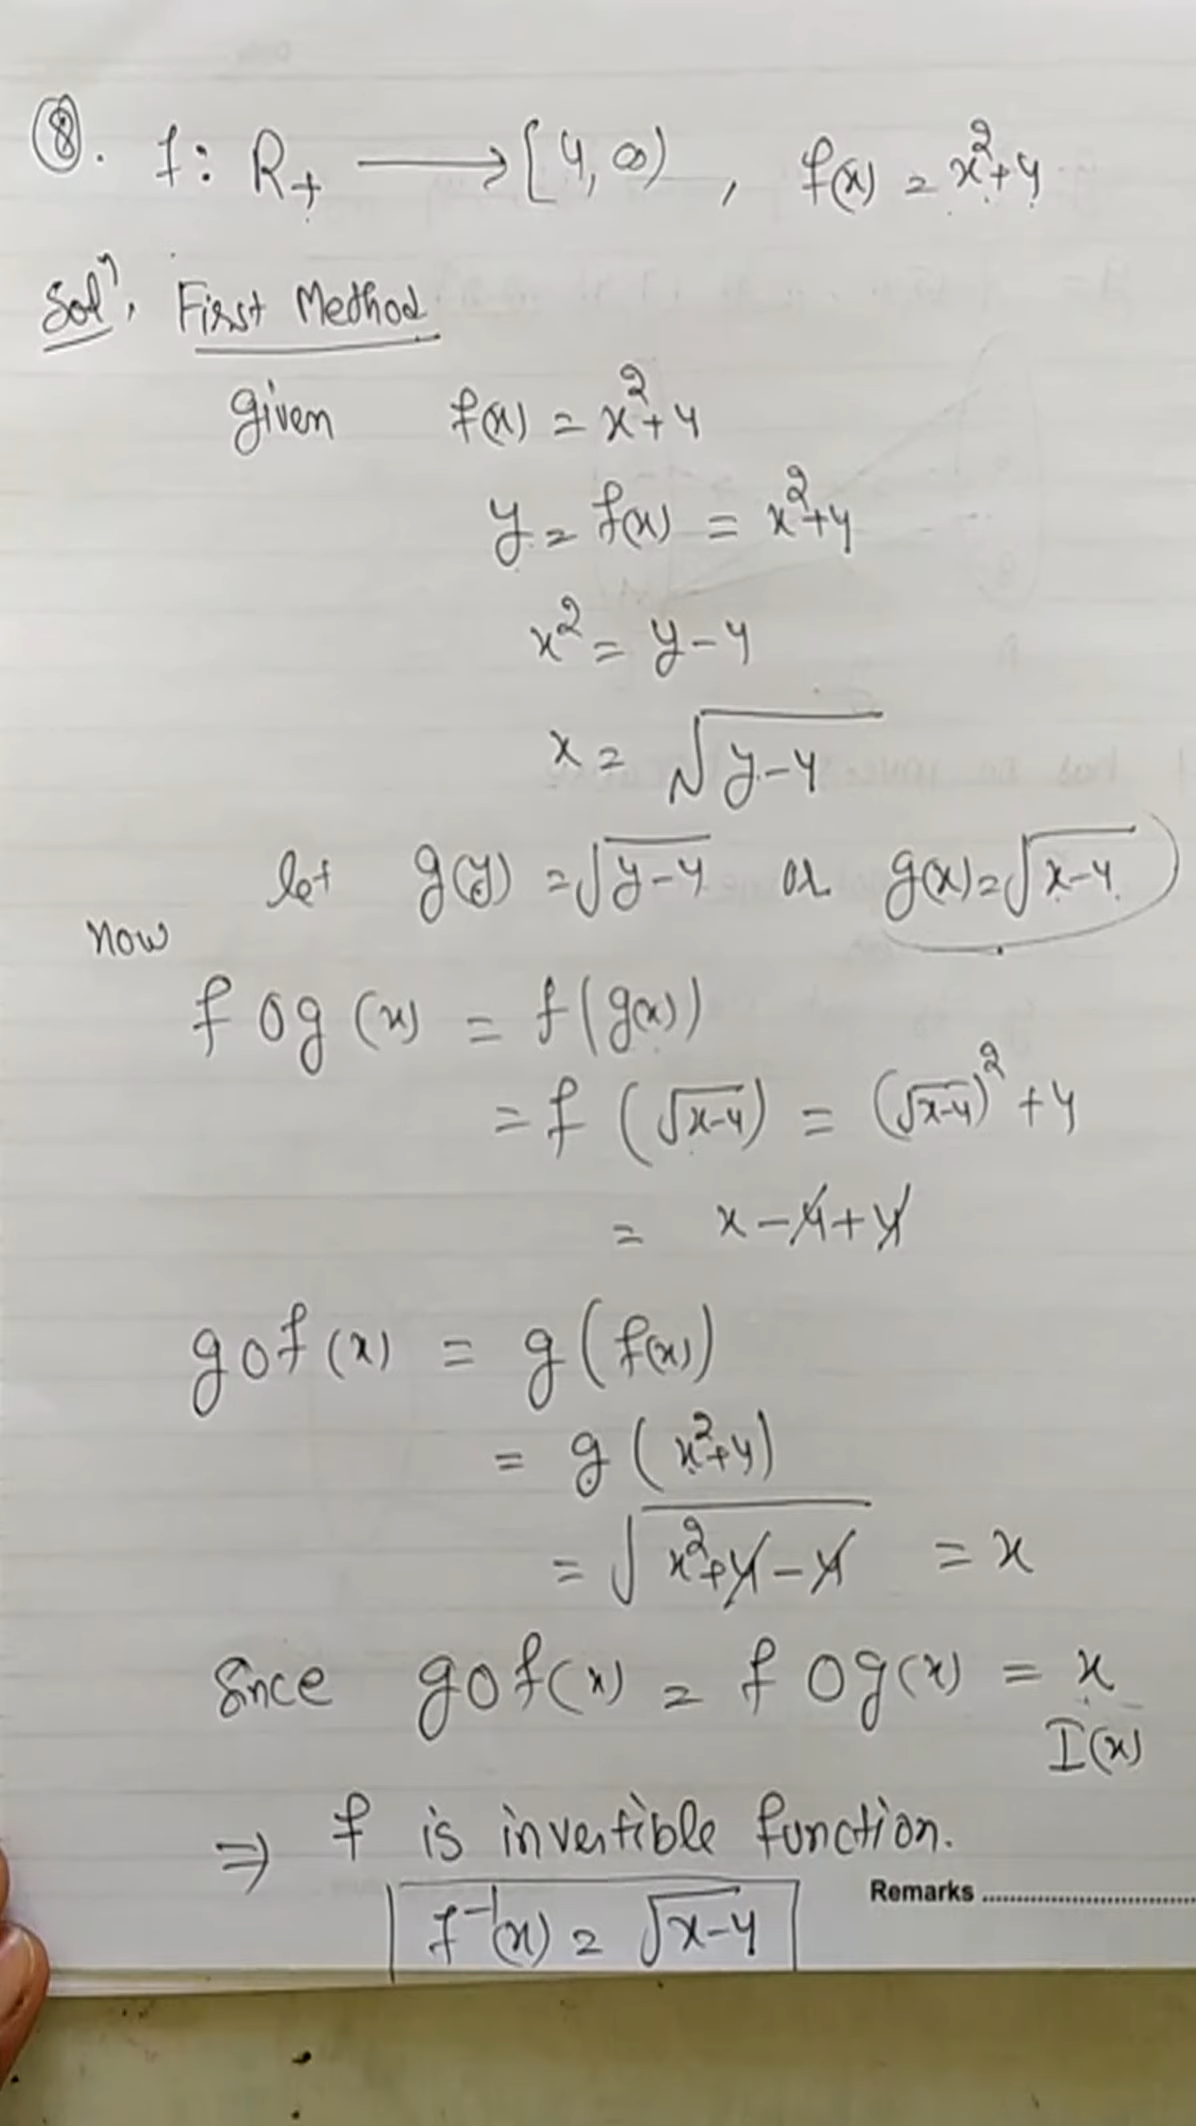 ⑧. f: R₊ ⟶ [4, ∞) , f(x) = x²+4
Solⁿ. First Method
given f(x) = x²+4
y = f(x) = x²+4
x² = y-4
x = √(y-4)
let g(y) = √(y-4) or g(x) = √(x-4)
Now
f o g (x) = f(g(x))
= f (√(x-4)) = (√(x-4))² + 4
= x - 4 + 4
g o f (x) = g(f(x))
= g (x²+4)
= √(x²+4-4) = x
Since g o f(x) = f o g(x) = x
I(x)
⇒ f is invertible function.
Remarks ........................
f⁻¹(x) = √(x-4)